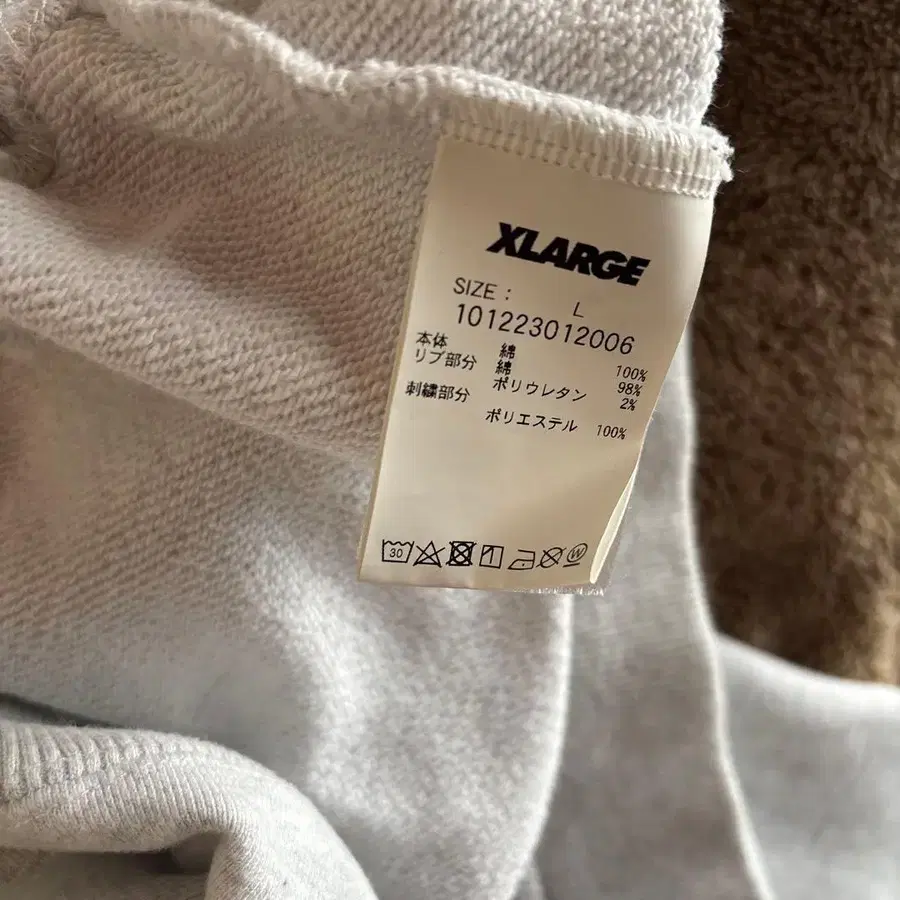 XLARGE
SIZE : L
101223012006
本体 綿 100%
リブ部分 綿 98%
ポリウレタン 2%
刺繍部分
ポリエステル 100%
30 W